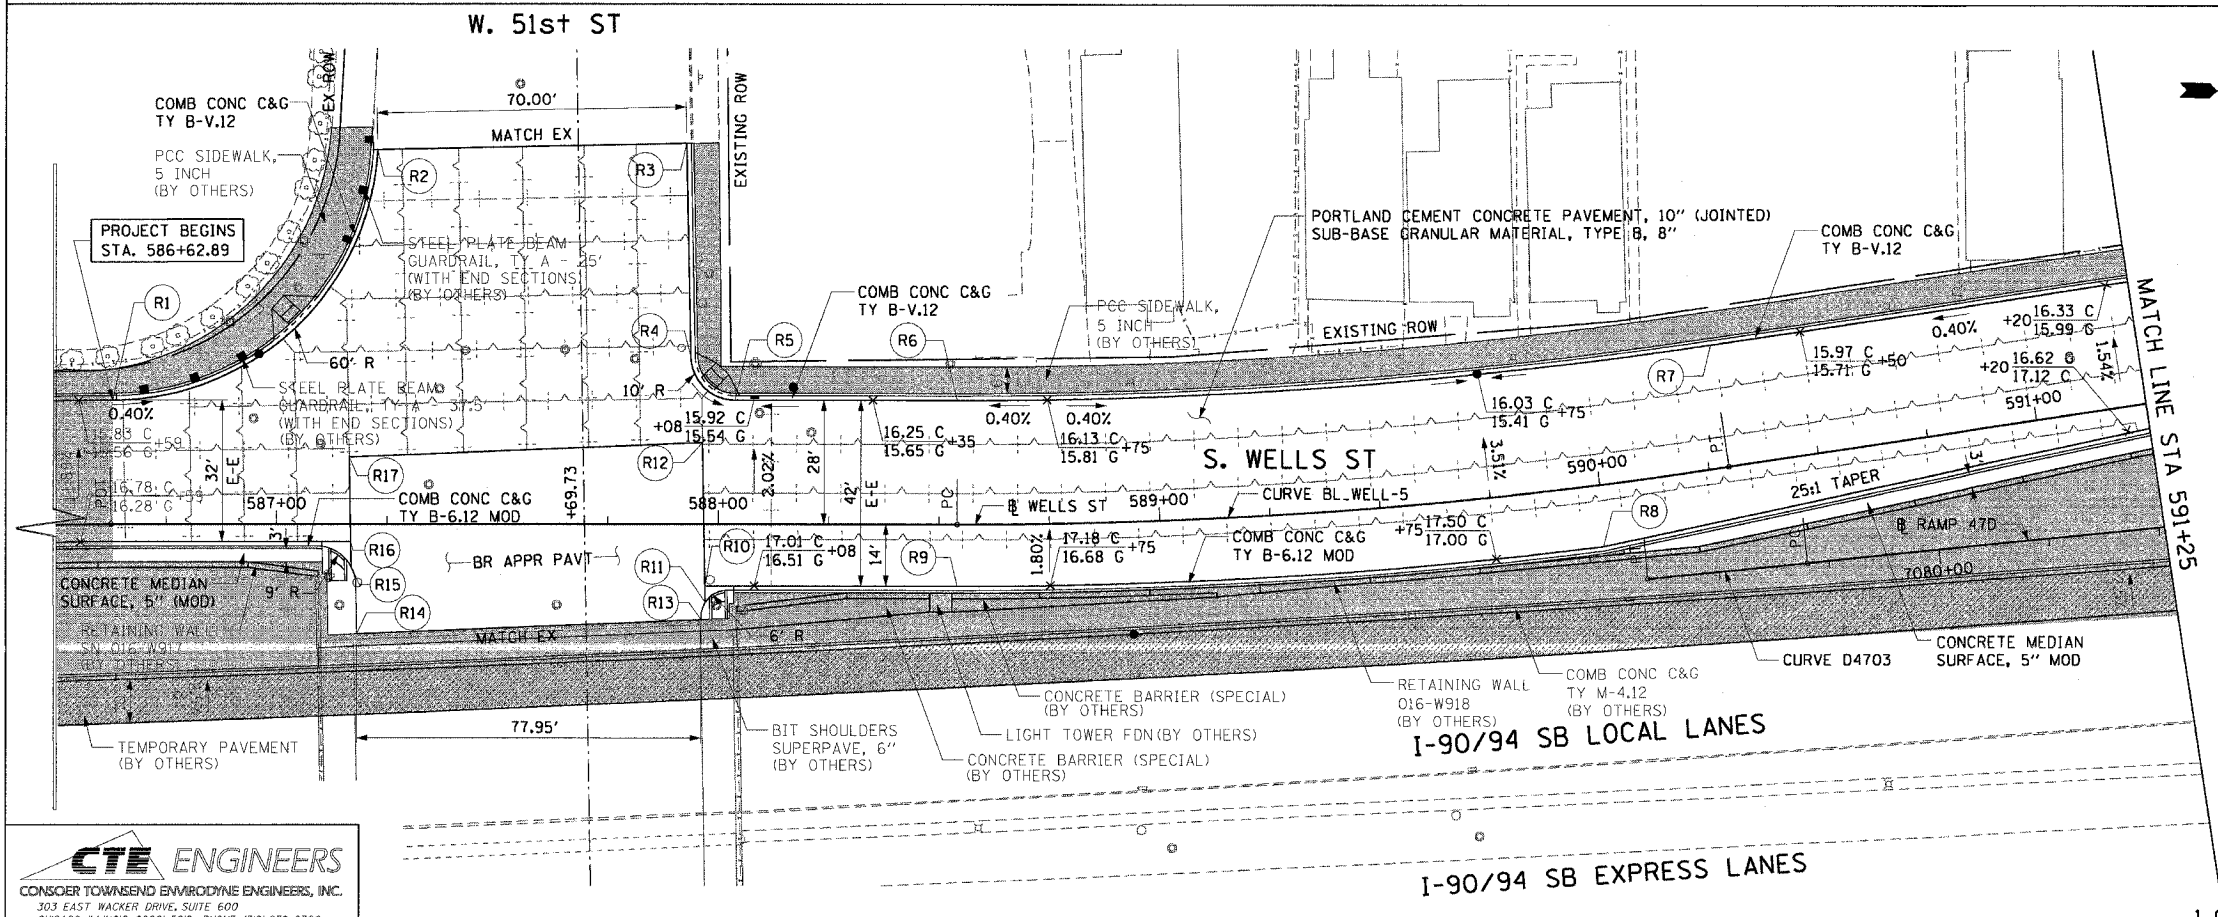 W. 51st ST
COMB CONC C&G
TY B-V.12
EX ROW
70.00'
MATCH EX
EXISTING ROW
PCC SIDEWALK,
5 INCH
(BY OTHERS)
R2
R3
PROJECT BEGINS
STA. 586+62.89
R1
STEEL PLATE BEAM
GUARDRAIL, TY A - 25'
(WITH END SECTIONS)
(BY OTHERS)
PORTLAND CEMENT CONCRETE PAVEMENT, 10" (JOINTED)
SUB-BASE GRANULAR MATERIAL, TYPE B, 8"
COMB CONC C&G
TY B-V.12
COMB CONC C&G
TY B-V.12
PCC SIDEWALK,
5 INCH
(BY OTHERS)
EXISTING ROW
R4
R5
R6
R7
60' R
10' R
STEEL PLATE BEAM
GUARDRAIL, TY A - 37.5
(WITH END SECTIONS)
(BY OTHERS)
0.40%
15.83 C
15.56 G
+59
16.78 C
16.28 G
+59
32'
E-E
587+00
+08
15.92 C
15.54 G
16.25 C
15.65 G
+35
0.40%
0.40%
16.13 C
15.81 G
+75
16.03 C
15.41 G
+75
15.97 C
15.71 G
+50
0.40%
+20
16.33 C
15.99 G
+20
16.62 G
17.12 C
1.54%
591+00
MATCH LINE STA 591+25
R12
R17
COMB CONC C&G
TY B-6.12 MOD
+69.73
588+00
2.02%
28'
42'
E-E
PC
℄ WELLS ST
S. WELLS ST
589+00
CURVE BL_WELL-5
3.51%
590+00
PT
25:1 TAPER
3'
3'
R16
R15
BR APPR PAVT
R11
R10
17.01 C
16.51 G
+08
14'
R9
1.80%
17.18 C
16.68 G
+75
COMB CONC C&G
TY B-6.12 MOD
+75
17.50 C
17.00 G
R8
PC
℄ RAMP 47D
7080+00
CONCRETE MEDIAN
SURFACE, 5" (MOD)
9' R
R14
R13
MATCH EX
6' R
RETAINING WALL
SN 016-W917
(BY OTHERS)
77.95'
TEMPORARY PAVEMENT
(BY OTHERS)
BIT SHOULDERS
SUPERPAVE, 6"
(BY OTHERS)
CONCRETE BARRIER (SPECIAL)
(BY OTHERS)
LIGHT TOWER FDN(BY OTHERS)
CONCRETE BARRIER (SPECIAL)
(BY OTHERS)
RETAINING WALL
016-W918
(BY OTHERS)
COMB CONC C&G
TY M-4.12
(BY OTHERS)
CURVE D4703
CONCRETE MEDIAN
SURFACE, 5" MOD
I-90/94 SB LOCAL LANES
I-90/94 SB EXPRESS LANES
CTE ENGINEERS
CONSOER TOWNSEND ENVIRODYNE ENGINEERS, INC.
303 EAST WACKER DRIVE, SUITE 600